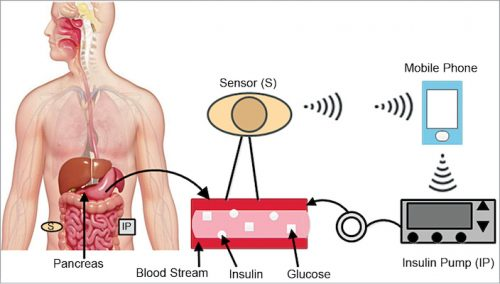 Sensor (S)
Mobile Phone
S
IP
Pancreas
Blood Stream
Insulin
Glucose
Insulin Pump (IP)